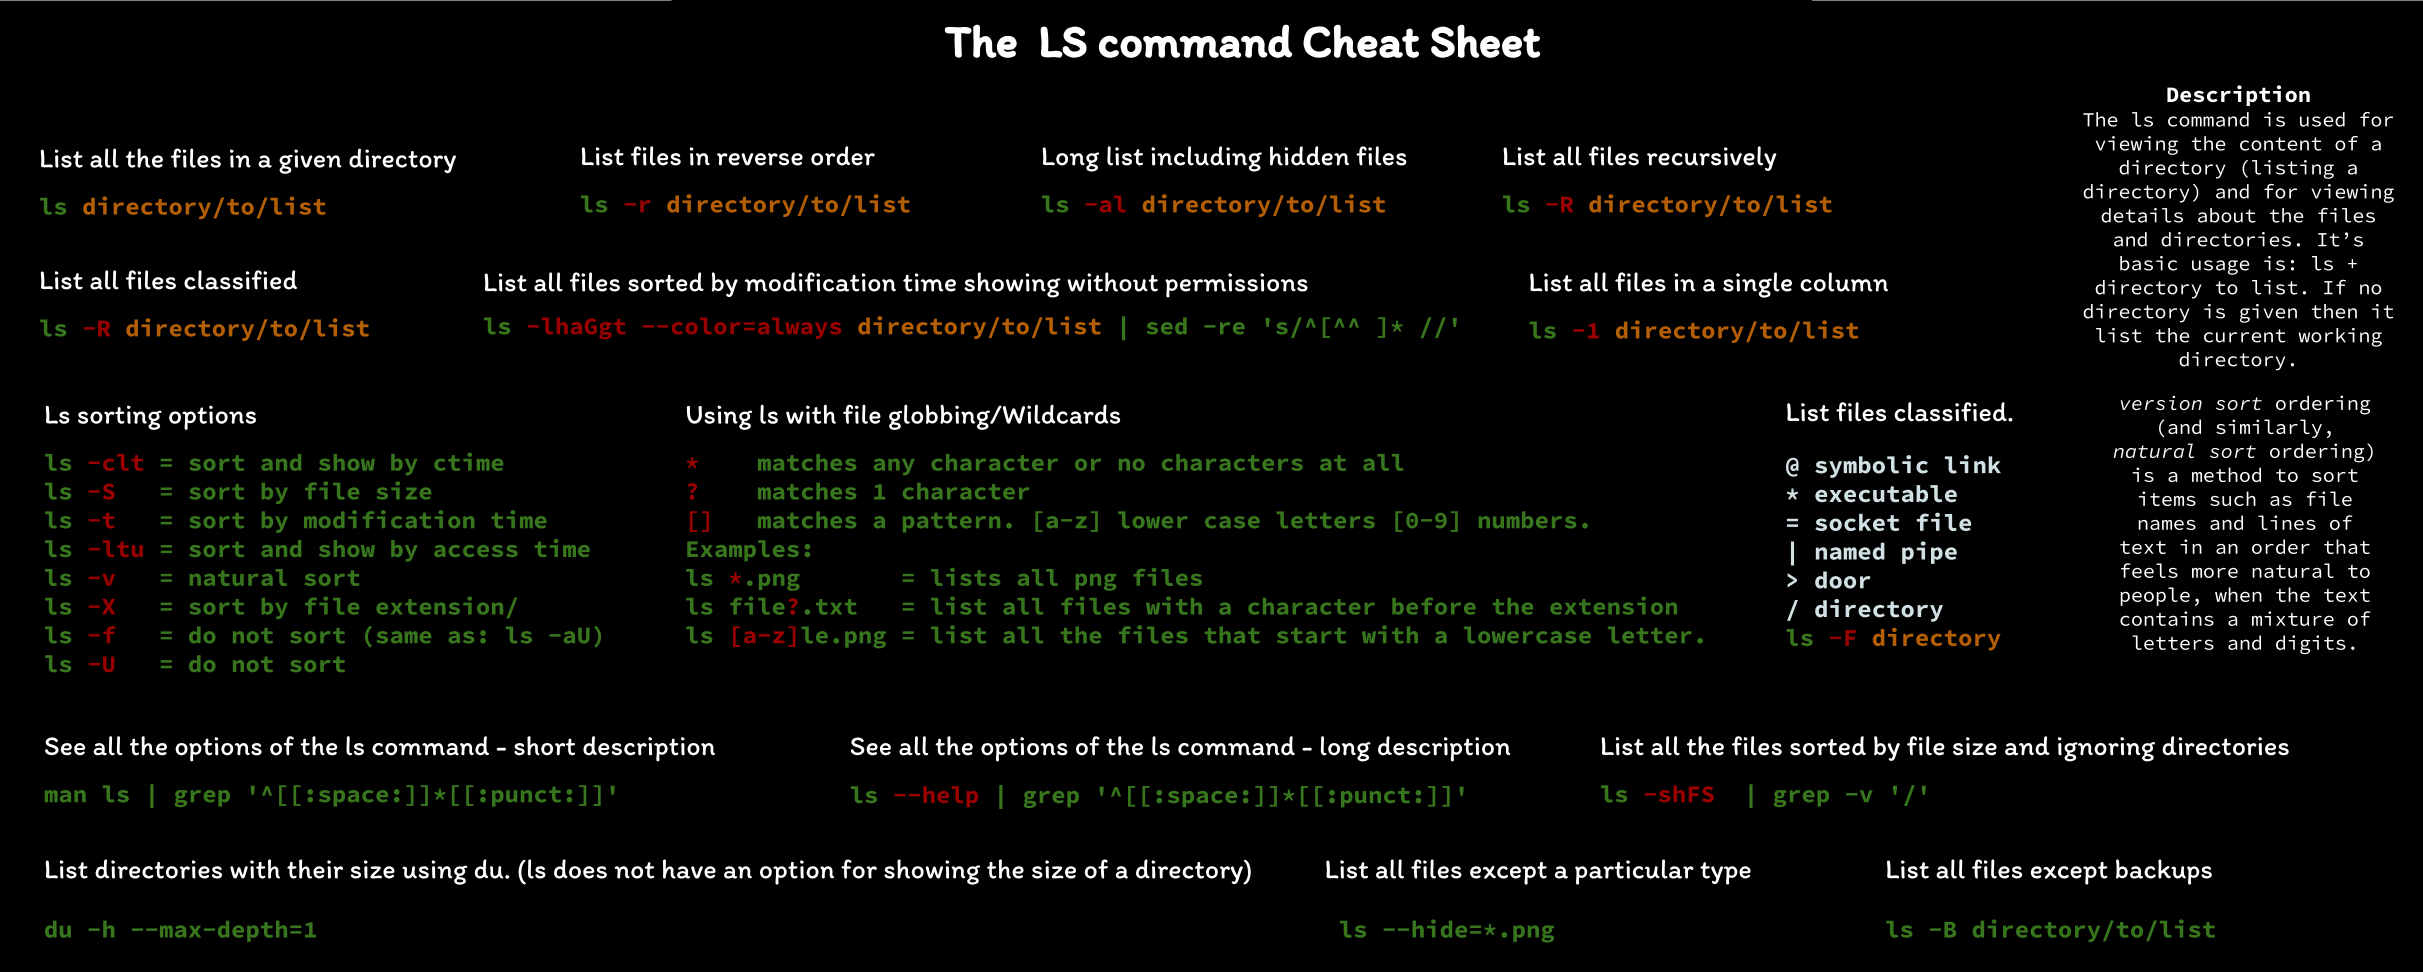 The  LS command Cheat Sheet
Description
The ls command is used for
viewing the content of a
directory (listing a
directory) and for viewing
details about the files
and directories. It’s
basic usage is: ls +
directory to list. If no
directory is given then it
list the current working
directory.
version sort ordering
(and similarly,
natural sort ordering)
is a method to sort
items such as file
names and lines of
text in an order that
feels more natural to
people, when the text
contains a mixture of
letters and digits.
List all the files in a given directory
ls directory/to/list
List files in reverse order
ls -r directory/to/list
Long list including hidden files
ls -al directory/to/list
List all files recursively
ls -R directory/to/list
List all files classified
ls -R directory/to/list
List all files sorted by modification time showing without permissions
ls -lhaGgt --color=always directory/to/list | sed -re 's/^[^^ ]* //'
List all files in a single column
ls -1 directory/to/list
Ls sorting options
ls -clt = sort and show by ctime
ls -S   = sort by file size
ls -t   = sort by modification time
ls -ltu = sort and show by access time
ls -v   = natural sort
ls -X   = sort by file extension/
ls -f   = do not sort (same as: ls -aU)
ls -U   = do not sort
Using ls with file globbing/Wildcards
*    matches any character or no characters at all
?    matches 1 character
[]   matches a pattern. [a-z] lower case letters [0-9] numbers.
Examples:
ls *.png       = lists all png files
ls file?.txt   = list all files with a character before the extension
ls [a-z]le.png = list all the files that start with a lowercase letter.
List files classified.
@ symbolic link
* executable
= socket file
| named pipe
> door
/ directory
ls -F directory
See all the options of the ls command - short description
man ls | grep '^[[:space:]]*[[:punct:]]'
See all the options of the ls command - long description
ls --help | grep '^[[:space:]]*[[:punct:]]'
List all the files sorted by file size and ignoring directories
ls -shFS  | grep -v '/'
List directories with their size using du. (ls does not have an option for showing the size of a directory)
du -h --max-depth=1
List all files except a particular type
ls --hide=*.png
List all files except backups
ls -B directory/to/list